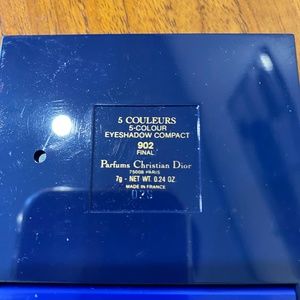 5 COULEURS
5-COLOUR
EYESHADOW COMPACT
902
FINAL
Parfums Christian Dior
75008 PARIS
7g - NET WT. 0.24 OZ.
MADE IN FRANCE